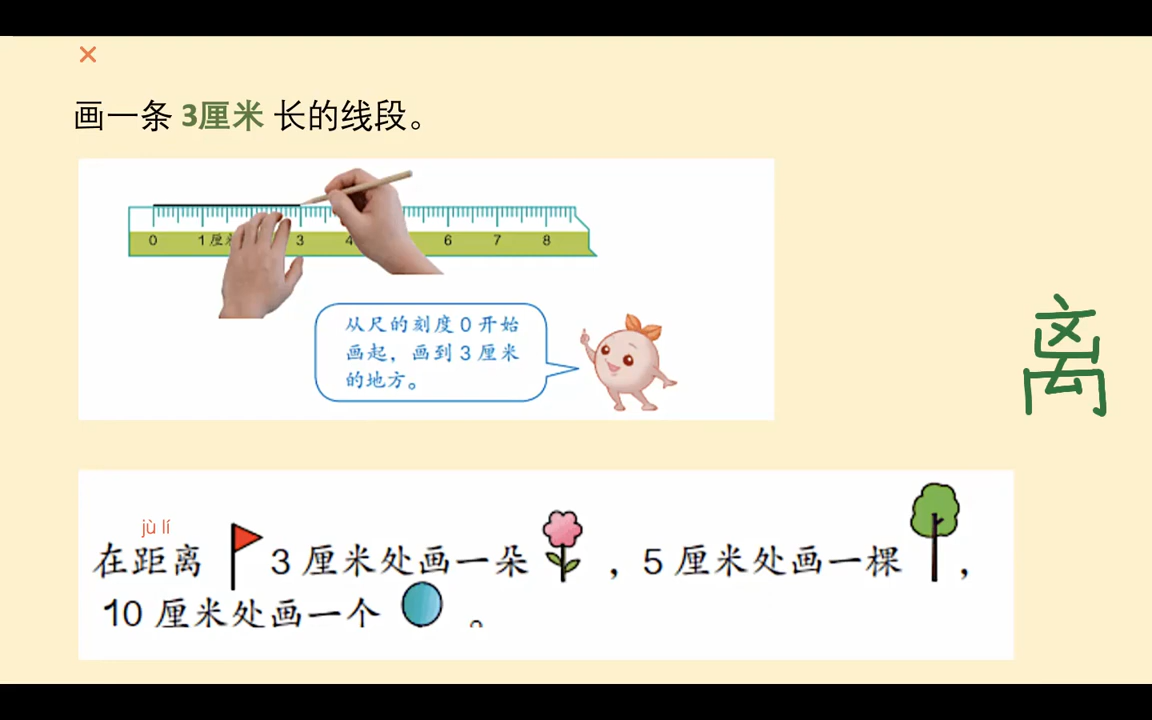 ×
画一条 3厘米 长的线段。
0 1厘 3 4 6 7 8
从尺的刻度 0 开始
画起，画到 3 厘米
的地方。
离
jù lí
在距离 3 厘米处画一朵 ，5 厘米处画一棵 ，
10 厘米处画一个 。